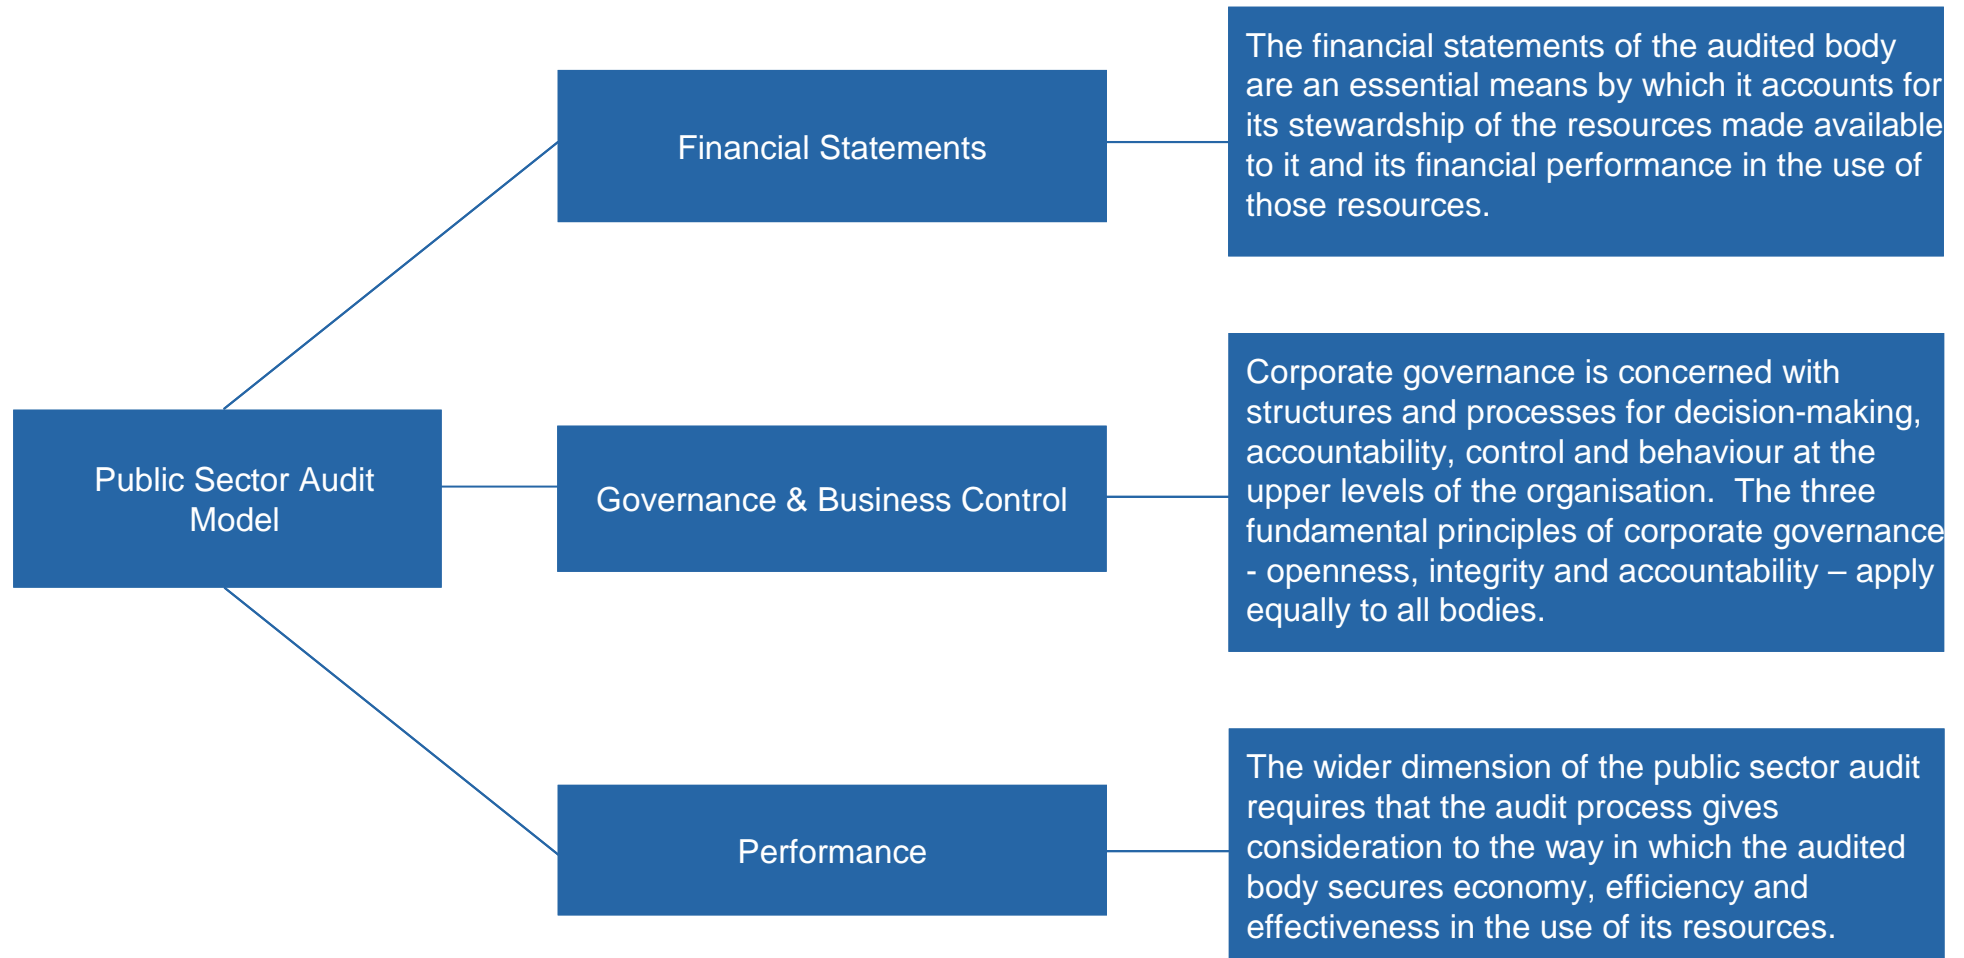 Public Sector Audit
Model
Financial Statements
The financial statements of the audited body
are an essential means by which it accounts for
its stewardship of the resources made available
to it and its financial performance in the use of
those resources.
Governance & Business Control
Corporate governance is concerned with
structures and processes for decision-making,
accountability, control and behaviour at the
upper levels of the organisation.  The three
fundamental principles of corporate governance
- openness, integrity and accountability – apply
equally to all bodies.
Performance
The wider dimension of the public sector audit
requires that the audit process gives
consideration to the way in which the audited
body secures economy, efficiency and
effectiveness in the use of its resources.